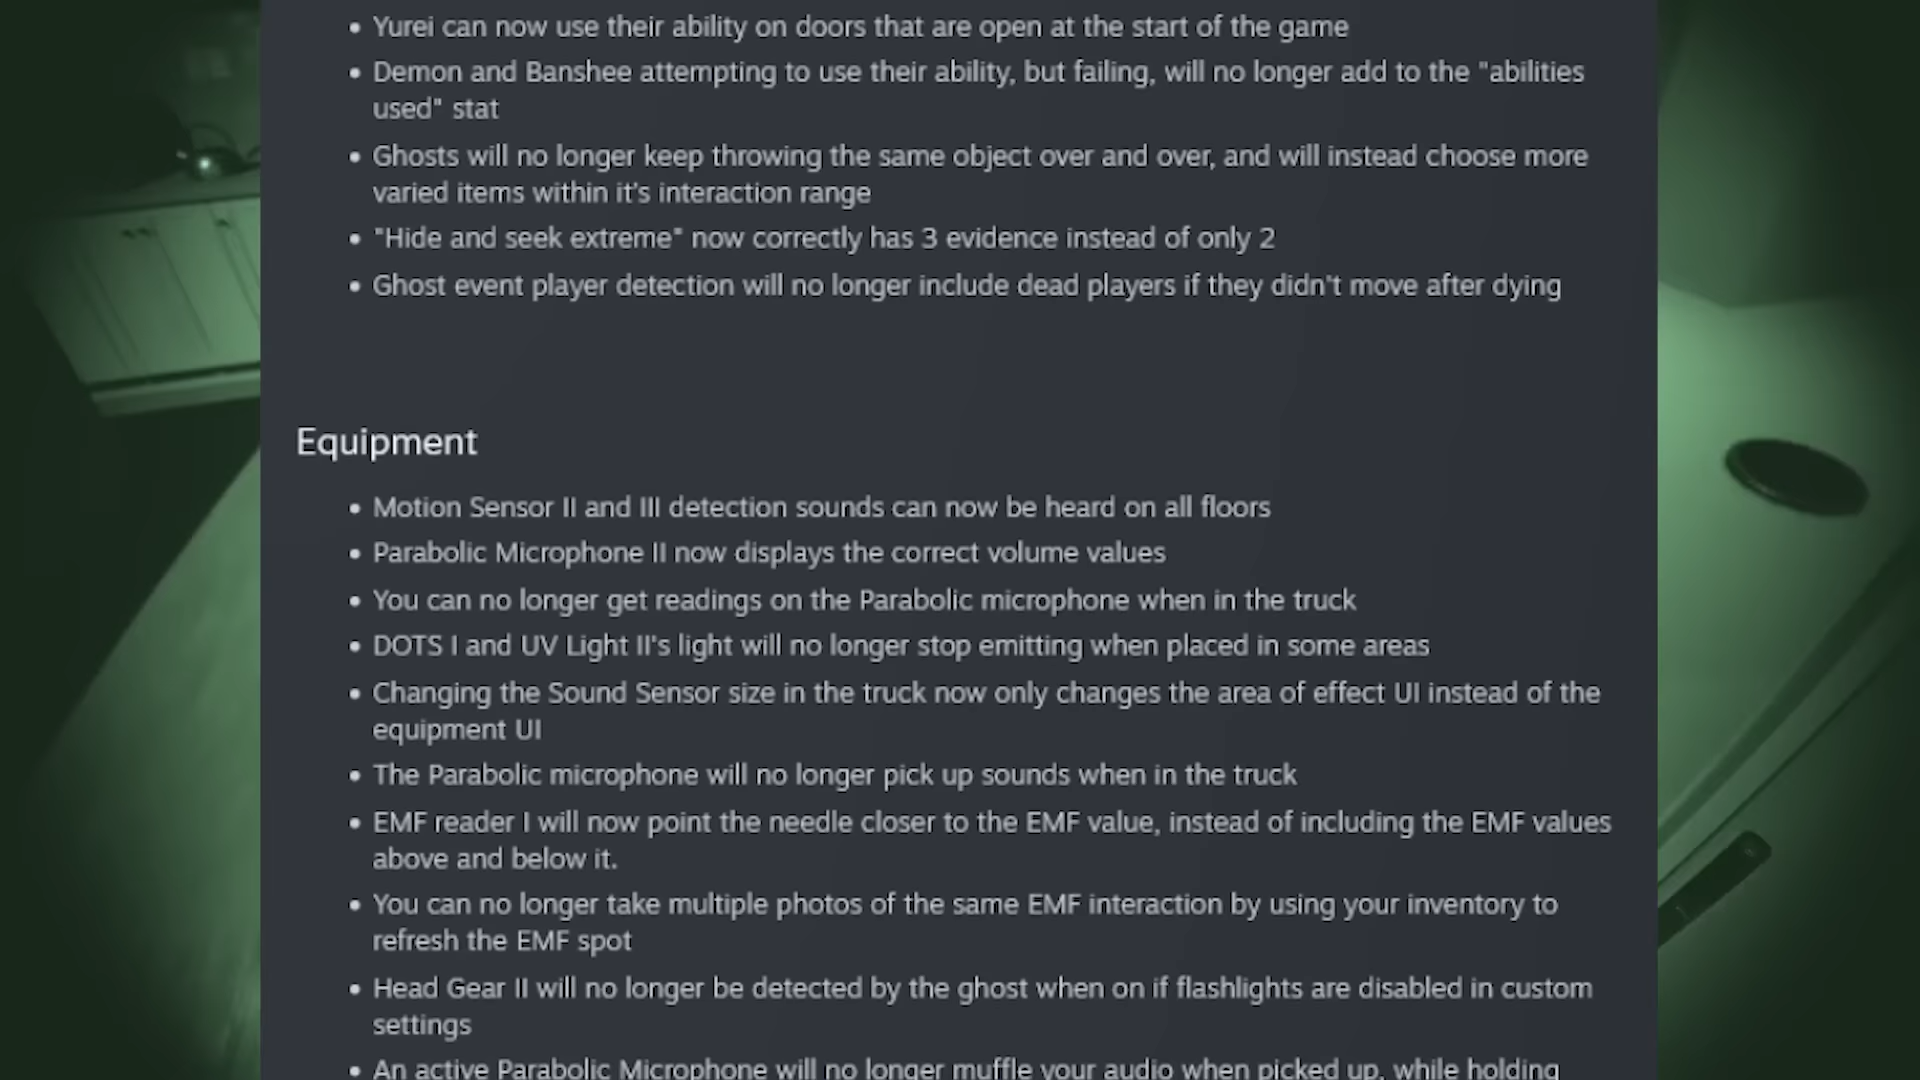 • Yurei can now use their ability on doors that are open at the start of the game
• Demon and Banshee attempting to use their ability, but failing, will no longer add to the "abilities
used" stat
• Ghosts will no longer keep throwing the same object over and over, and will instead choose more
varied items within it's interaction range
• "Hide and seek extreme" now correctly has 3 evidence instead of only 2
• Ghost event player detection will no longer include dead players if they didn't move after dying
Equipment
• Motion Sensor II and III detection sounds can now be heard on all floors
• Parabolic Microphone II now displays the correct volume values
• You can no longer get readings on the Parabolic microphone when in the truck
• DOTS I and UV Light II's light will no longer stop emitting when placed in some areas
• Changing the Sound Sensor size in the truck now only changes the area of effect UI instead of the
equipment UI
• The Parabolic microphone will no longer pick up sounds when in the truck
• EMF reader I will now point the needle closer to the EMF value, instead of including the EMF values
above and below it.
• You can no longer take multiple photos of the same EMF interaction by using your inventory to
refresh the EMF spot
• Head Gear II will no longer be detected by the ghost when on if flashlights are disabled in custom
settings
• An active Parabolic Microphone will no longer muffle your audio when picked up, while holding